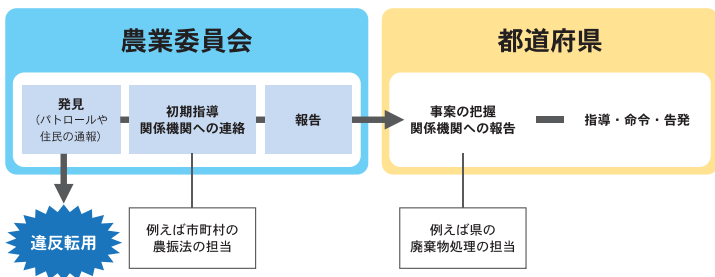 農業委員会
発見
(パトロールや
住民の通報)
初期指導
関係機関への連絡
報告
違反転用
例えば市町村の
農振法の担当
都道府県
事案の把握
関係機関への報告
指導・命令・告発
例えば県の
廃棄物処理の担当